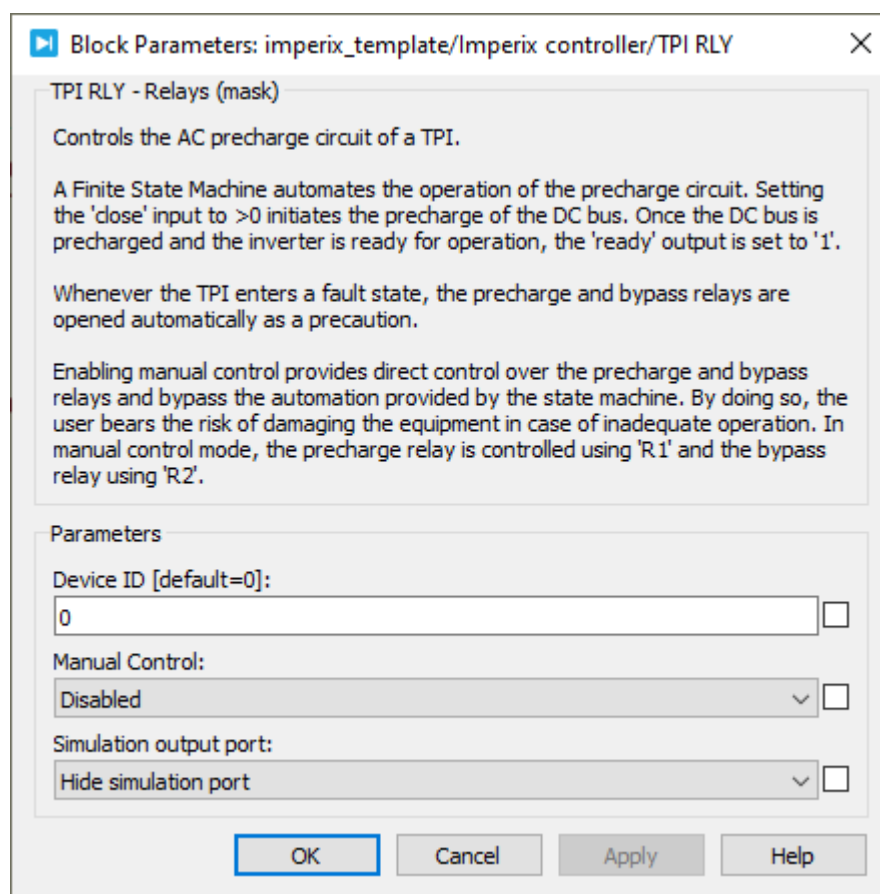 Block Parameters: imperix_template/Imperix controller/TPI RLY
TPI RLY - Relays (mask)
Controls the AC precharge circuit of a TPI.
A Finite State Machine automates the operation of the precharge circuit. Setting
the 'close' input to >0 initiates the precharge of the DC bus. Once the DC bus is
precharged and the inverter is ready for operation, the 'ready' output is set to '1'.
Whenever the TPI enters a fault state, the precharge and bypass relays are
opened automatically as a precaution.
Enabling manual control provides direct control over the precharge and bypass
relays and bypass the automation provided by the state machine. By doing so, the
user bears the risk of damaging the equipment in case of inadequate operation. In
manual control mode, the precharge relay is controlled using 'R1' and the bypass
relay using 'R2'.
Parameters
Device ID [default=0]:
0
Manual Control:
Disabled
Simulation output port:
Hide simulation port
OK
Cancel
Apply
Help